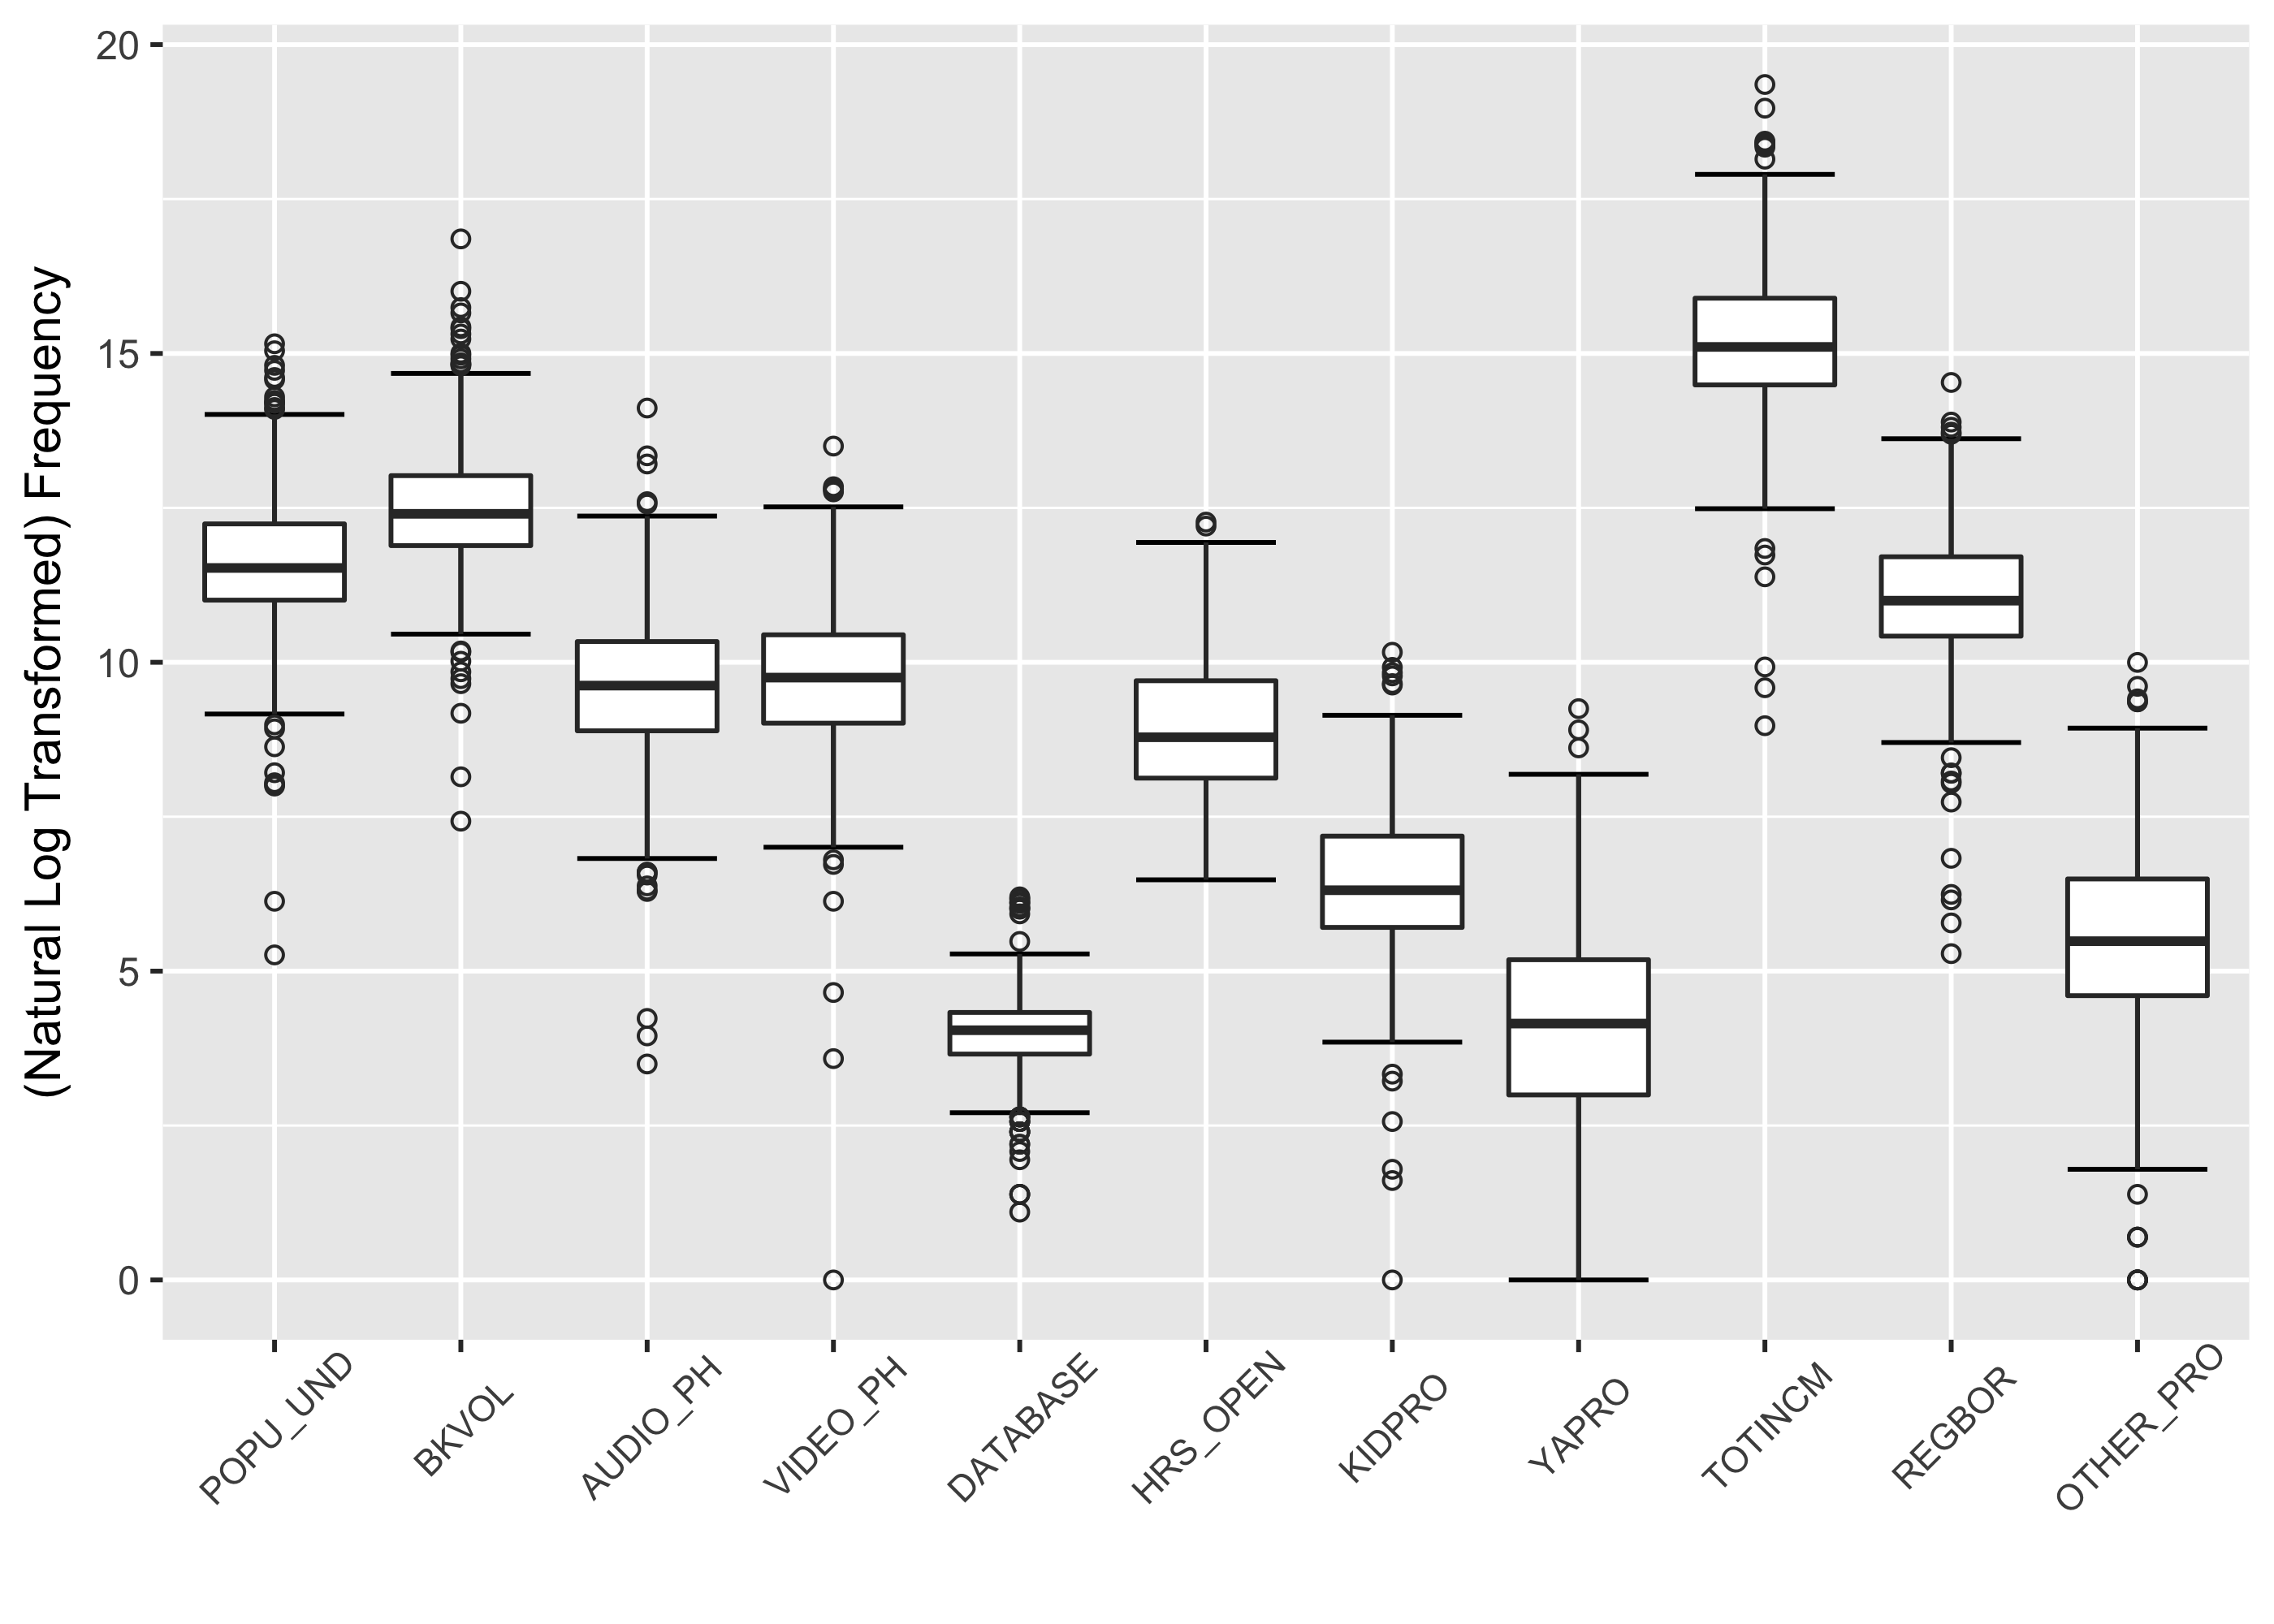 (Natural Log Transformed) Frequency
20
15
10
5
0
POPU_UND
BKVOL
AUDIO_PH
VIDEO_PH
DATABASE
HRS_OPEN
KIDPRO
YAPRO
TOTINCM
REGBOR
OTHER_PRO